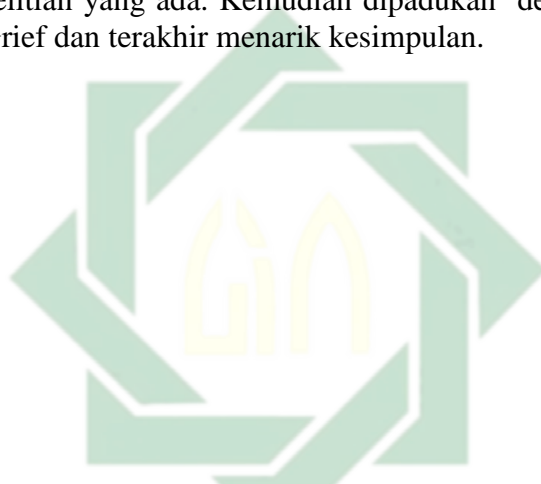 yang ada. Kemudian dipadukan
dan terakhir menarik kesimpulan.